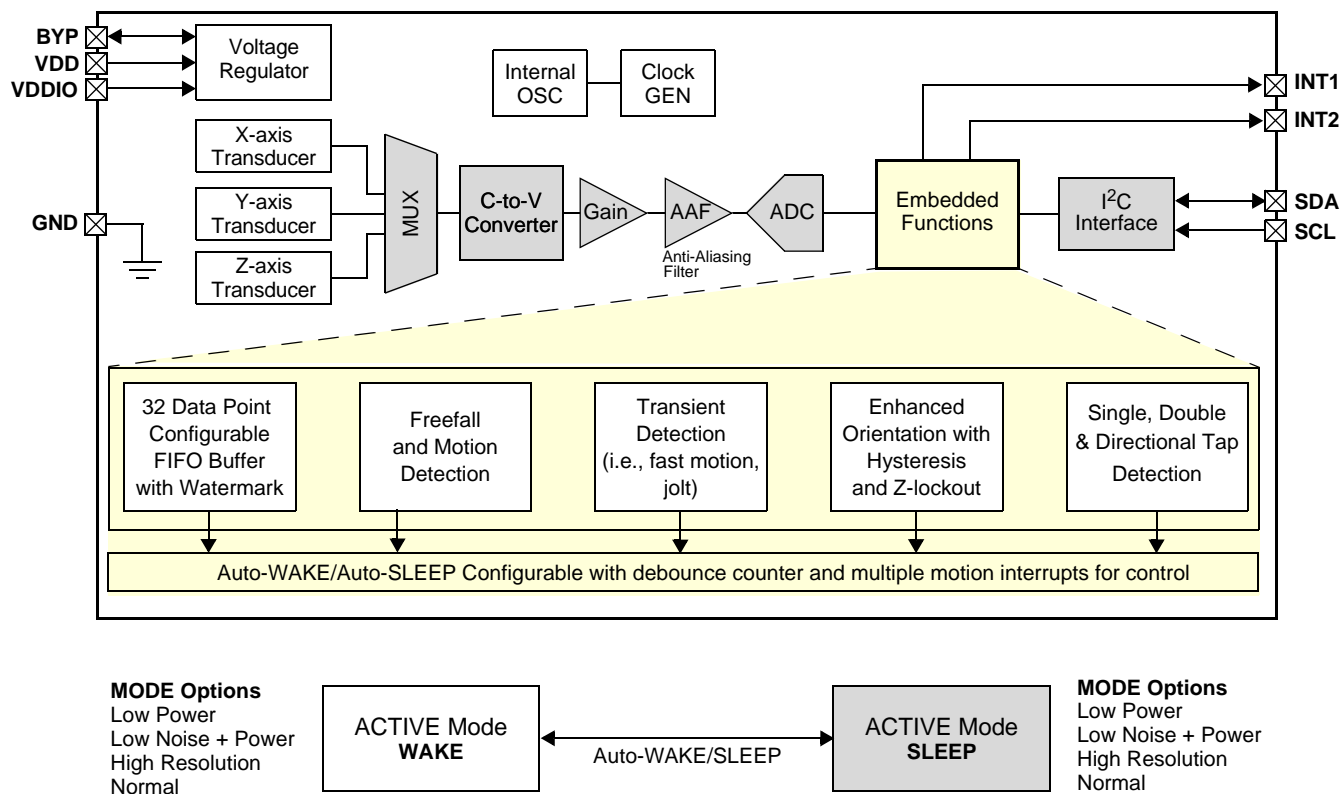 BYP
VDD
VDDIO
Voltage
Regulator
Internal
OSC
Clock
GEN
INT1
INT2
X-axis
Transducer
Y-axis
Transducer
Z-axis
Transducer
MUX
C-to-V
Converter
Gain
AAF
Anti-Aliasing
Filter
ADC
Embedded
Functions
I²C
Interface
SDA
SCL
GND
32 Data Point
Configurable
FIFO Buffer
with Watermark
Freefall
and Motion
Detection
Transient
Detection
(i.e., fast motion,
jolt)
Enhanced
Orientation with
Hysteresis
and Z-lockout
Single, Double
& Directional Tap
Detection
Auto-WAKE/Auto-SLEEP Configurable with debounce counter and multiple motion interrupts for control
MODE Options
Low Power
Low Noise + Power
High Resolution
Normal
ACTIVE Mode
WAKE
Auto-WAKE/SLEEP
ACTIVE Mode
SLEEP
MODE Options
Low Power
Low Noise + Power
High Resolution
Normal